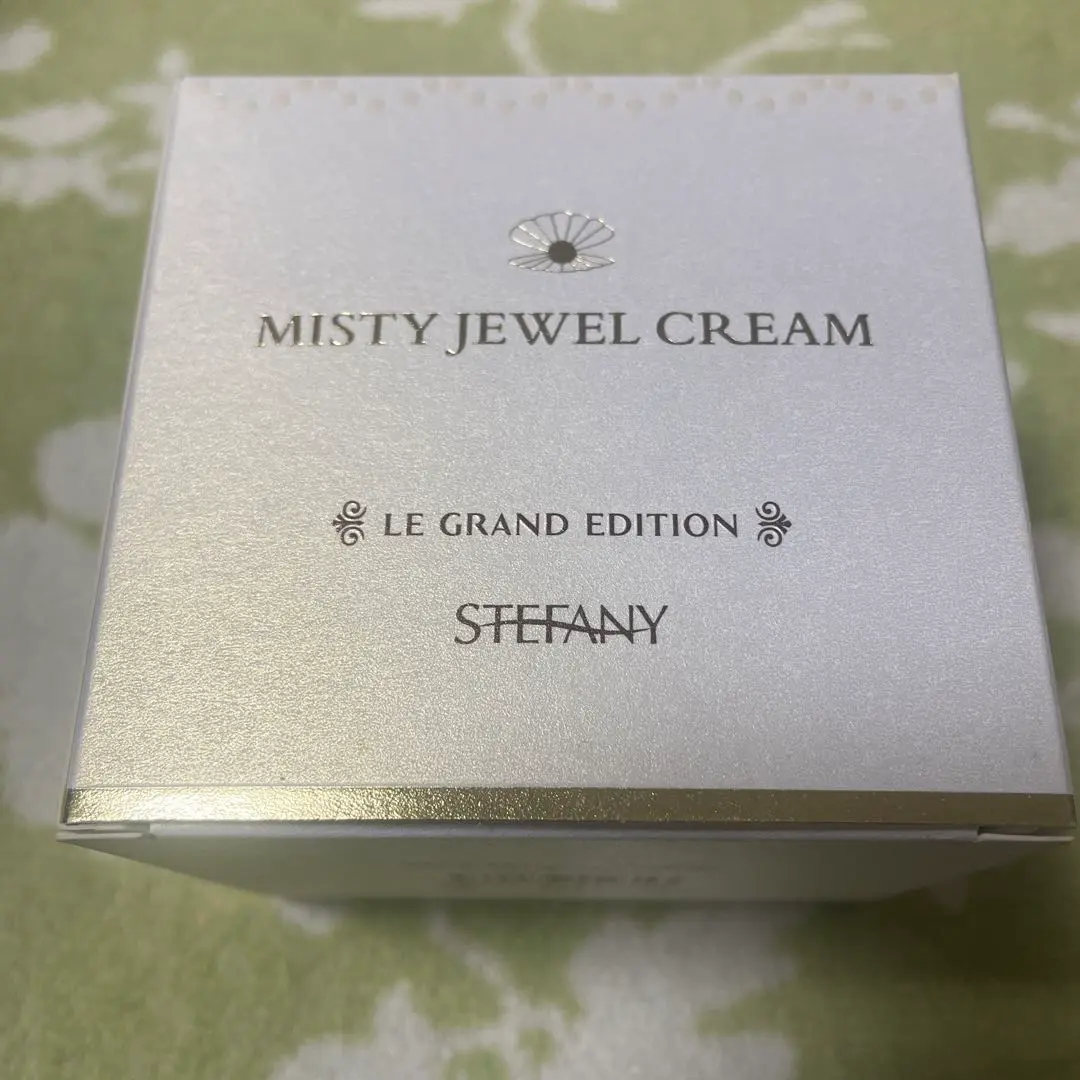 MISTY JEWEL CREAM
LE GRAND EDITION
STEFANY